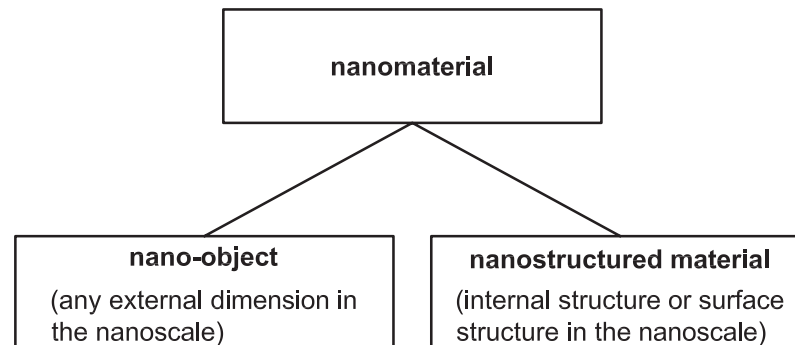 nanomaterial
nano-object
(any external dimension in
the nanoscale)
nanostructured material
(internal structure or surface
structure in the nanoscale)